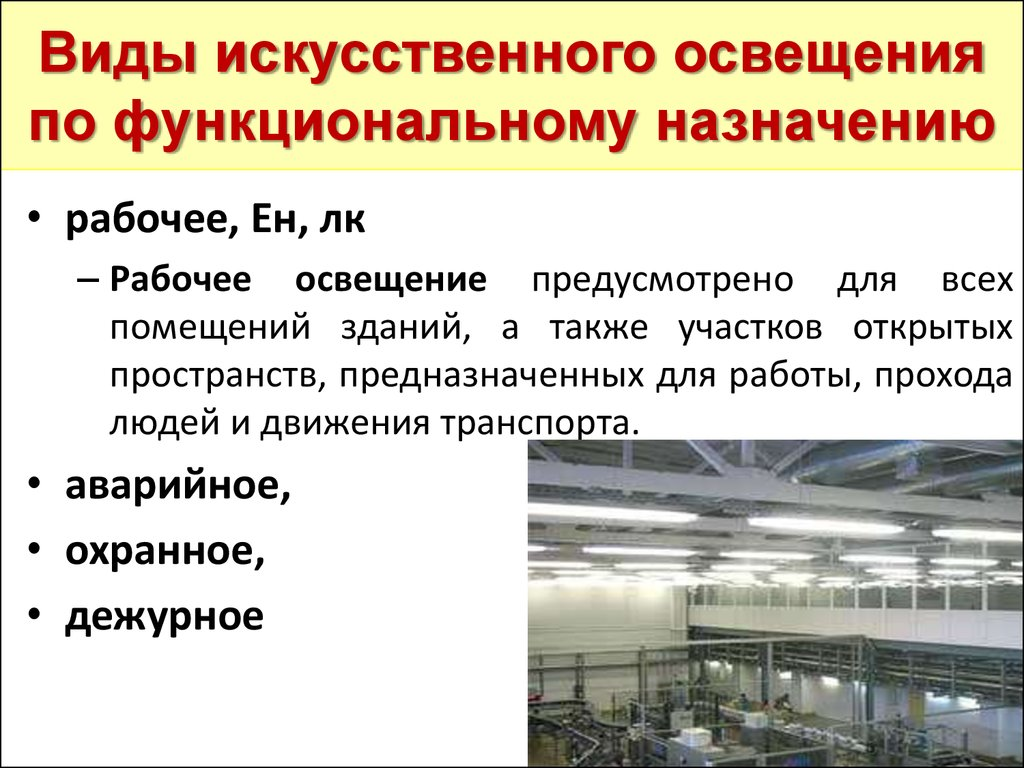 Виды искусственного освещения
по функциональному назначению
• рабочее, Ен, лк
– Рабочее освещение предусмотрено для всех
помещений зданий, а также участков открытых
пространств, предназначенных для работы, прохода
людей и движения транспорта.
• аварийное,
• охранное,
• дежурное